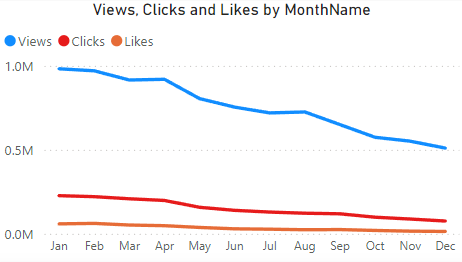 Views, Clicks and Likes by MonthName
Views Clicks Likes
1.0M
0.5M
0.0M
Jan Feb Mar Apr May Jun Jul Aug Sep Oct Nov Dec